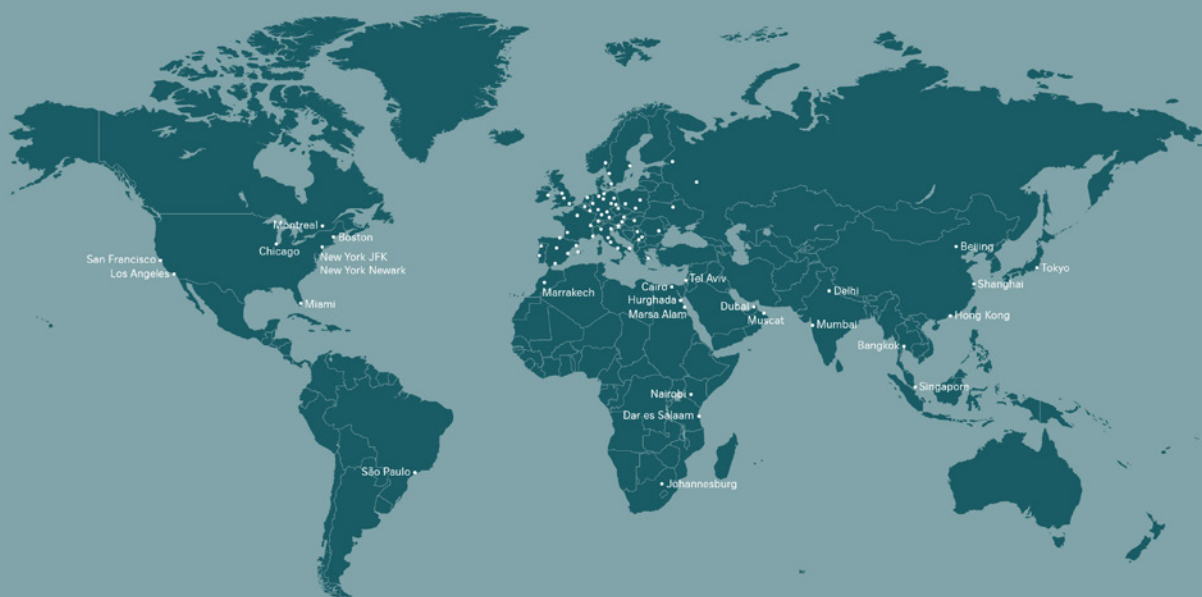 Montreal
Boston
Chicago
New York JFK
New York Newark
San Francisco
Los Angeles
Miami
São Paulo
Marrakech
Cairo
Hurghada
Marsa Alam
Tel Aviv
Dubai
Muscat
Nairobi
Dar es Salaam
Johannesburg
Delhi
Mumbai
Beijing
Tokyo
Shanghai
Hong Kong
Bangkok
Singaporn